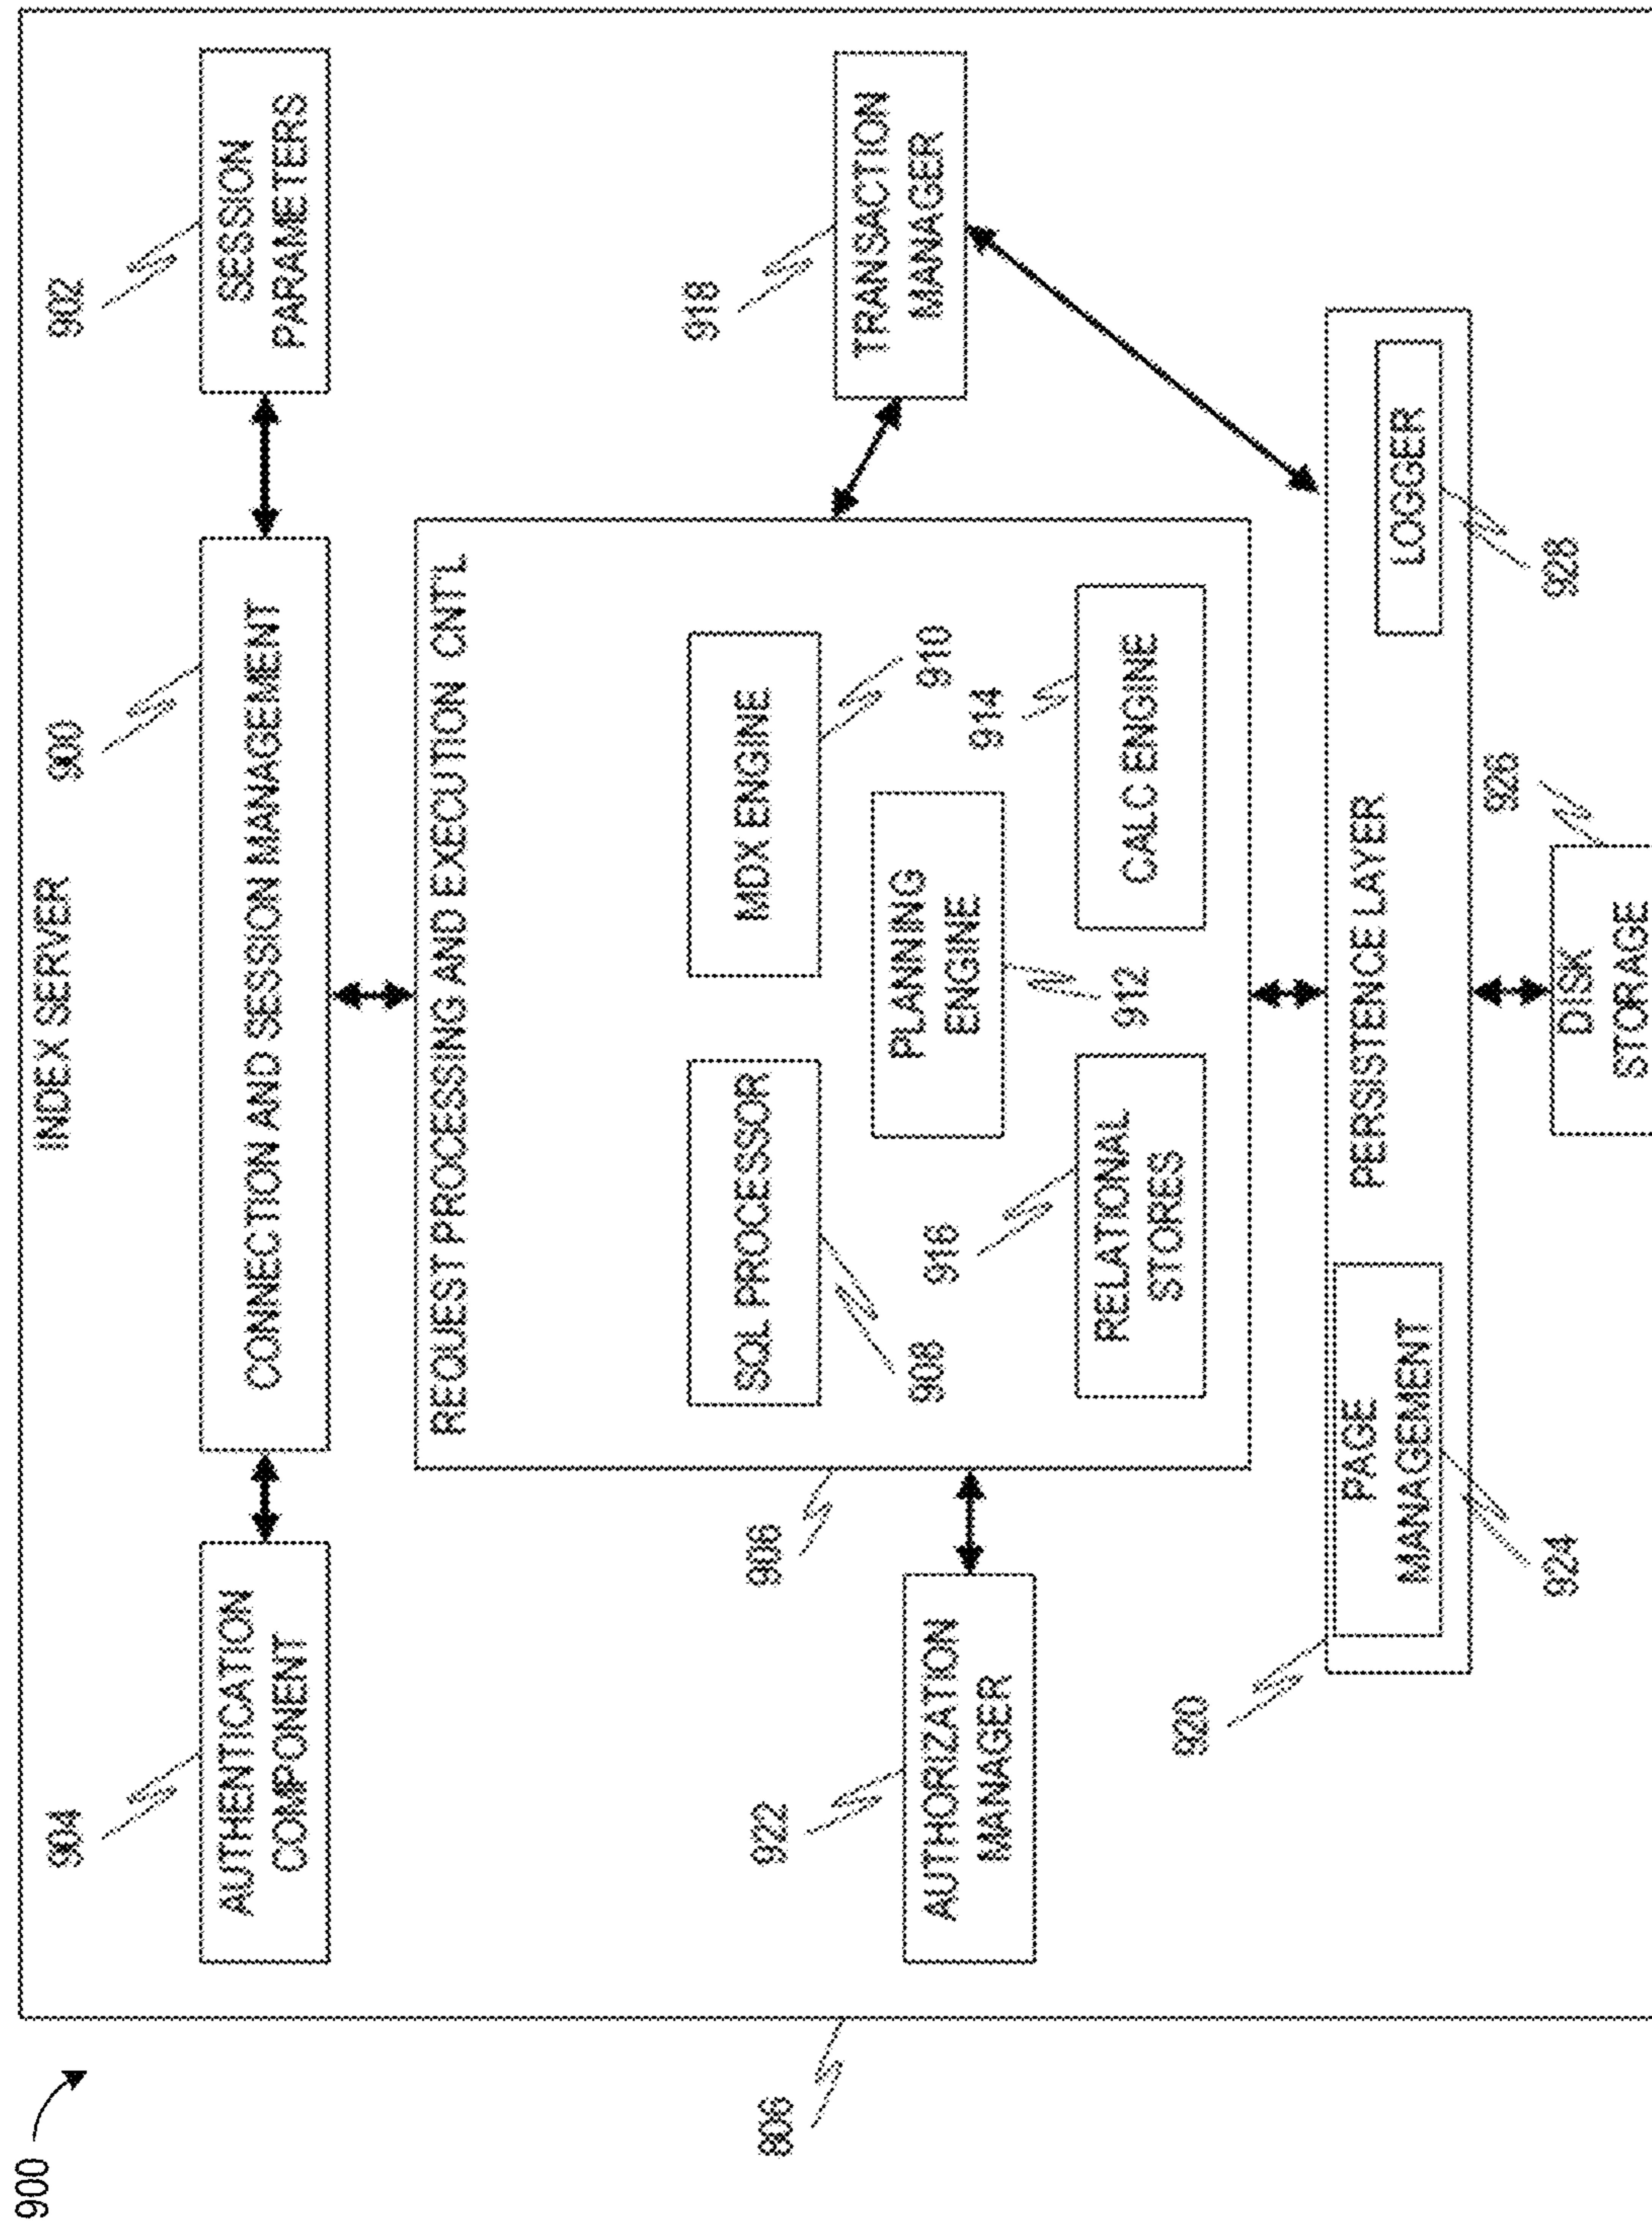 900
INDEX SERVER
904
900
902
AUTHENTICATION
COMPONENT
CONNECTION AND SESSION MANAGEMENT
SESSION
PARAMETERS
REQUEST PROCESSING AND EXECUTION CNTL
918
806
922
906
SQL PROCESSOR
MDX ENGINE
TRANSACTION
MANAGER
908
910
AUTHORIZATION
MANAGER
PLANNING
ENGINE
916
914
912
RELATIONAL
STORES
CALC ENGINE
920
PAGE
MANAGEMENT
PERSISTENCE LAYER
LOGGER
924
926
928
DISK
STORAGE